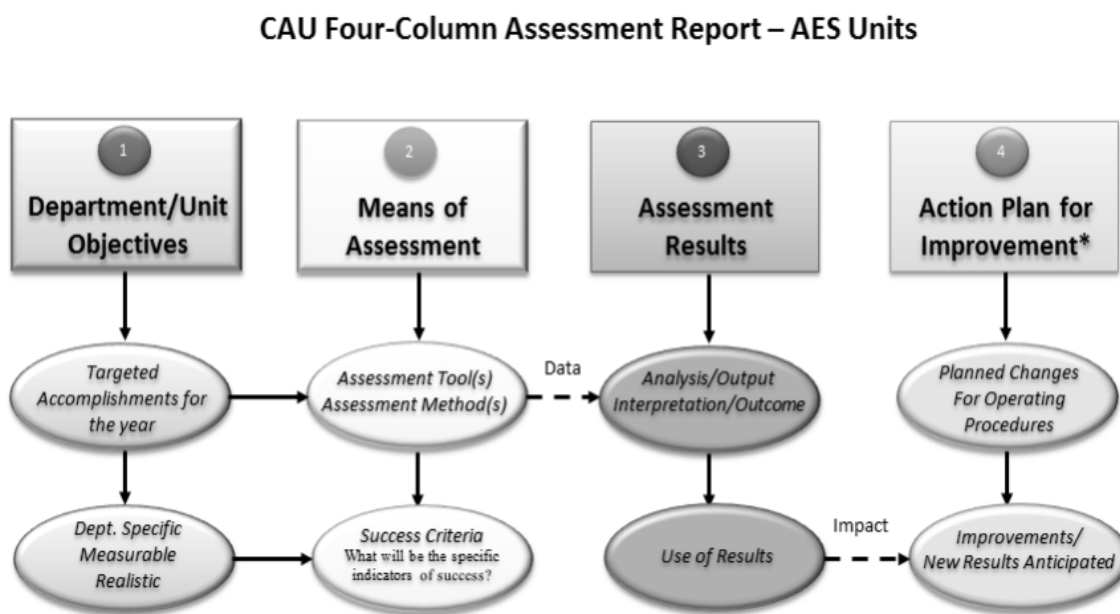 CAU Four-Column Assessment Report – AES Units
1
Department/Unit
Objectives
2
Means of
Assessment
3
Assessment
Results
4
Action Plan for
Improvement*
Targeted
Accomplishments for
the year
Assessment Tool(s)
Assessment Method(s)
Data
Analysis/Output
Interpretation/Outcome
Planned Changes
For Operating
Procedures
Dept. Specific
Measurable
Realistic
Success Criteria
What will be the specific
indicators of success?
Use of Results
Impact
Improvements/
New Results Anticipated